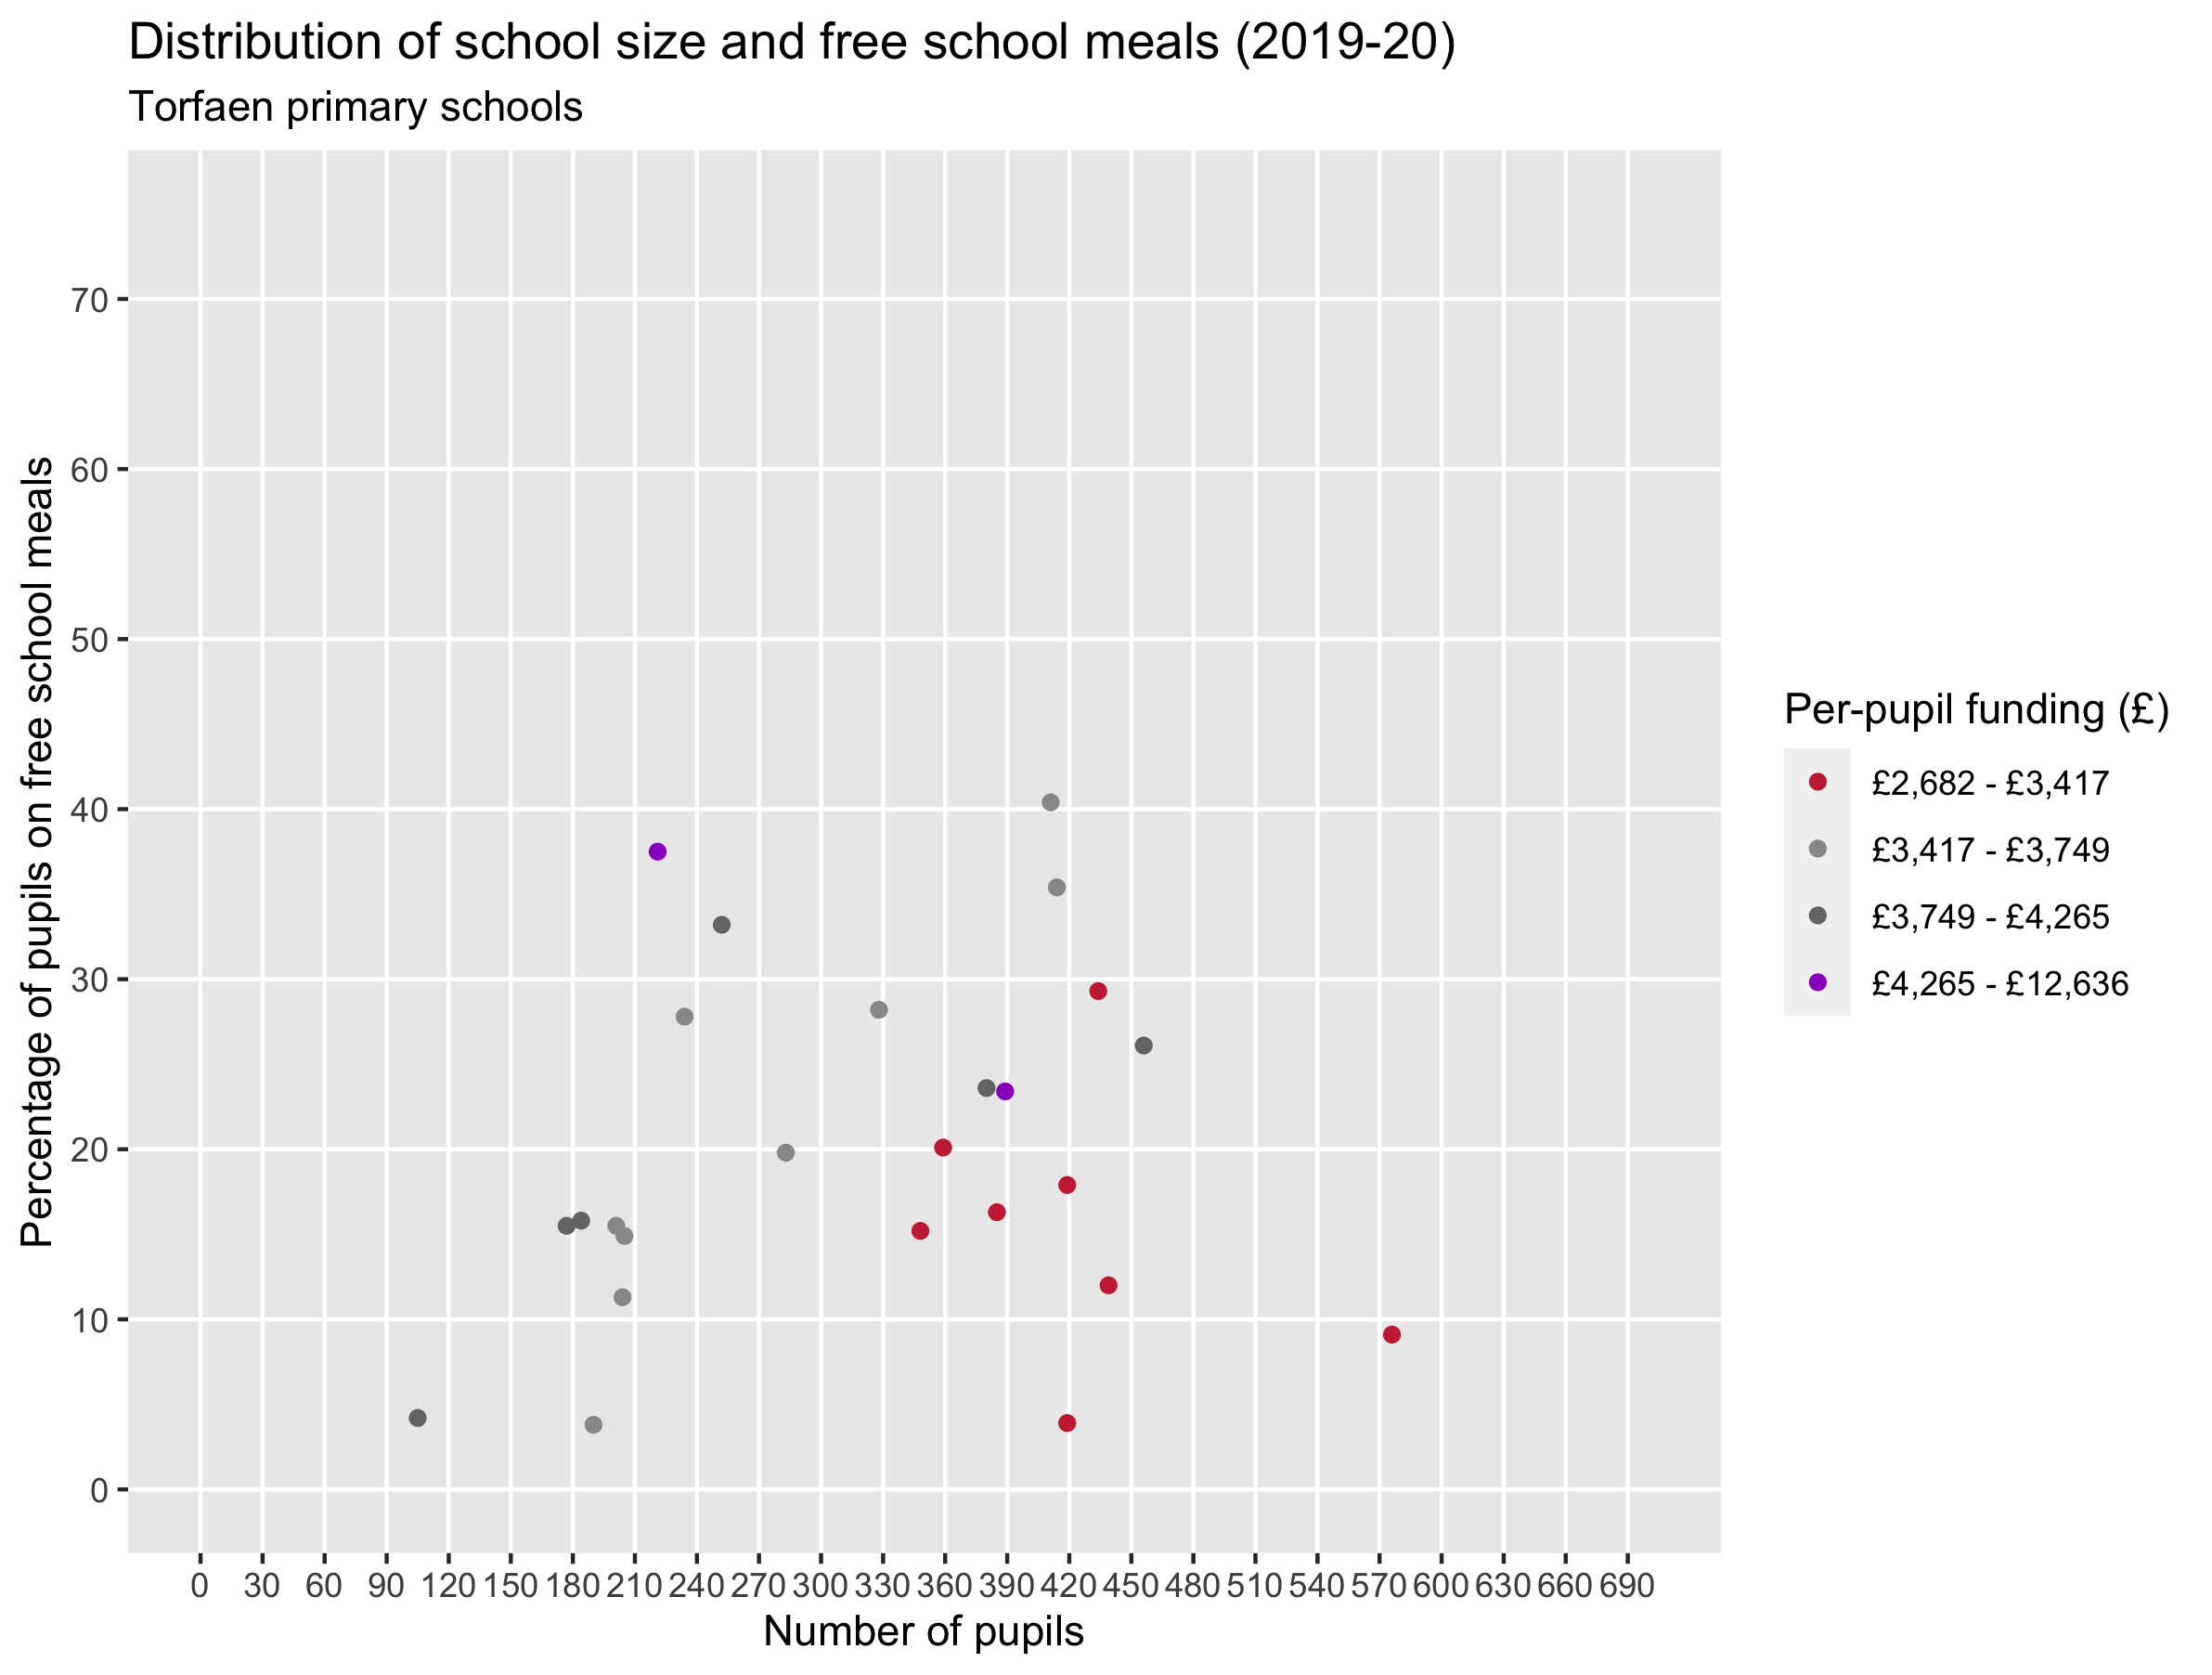 Distribution of school size and free school meals (2019-20)
Torfaen primary schools
Percentage of pupils on free school meals
70
60
50
40
30
20
10
0
0 30 60 90 120 150 180 210 240 270 300 330 360 390 420 450 480 510 540 570 600 630 660 690
Number of pupils
Per-pupil funding (£)
£2,682 - £3,417
£3,417 - £3,749
£3,749 - £4,265
£4,265 - £12,636